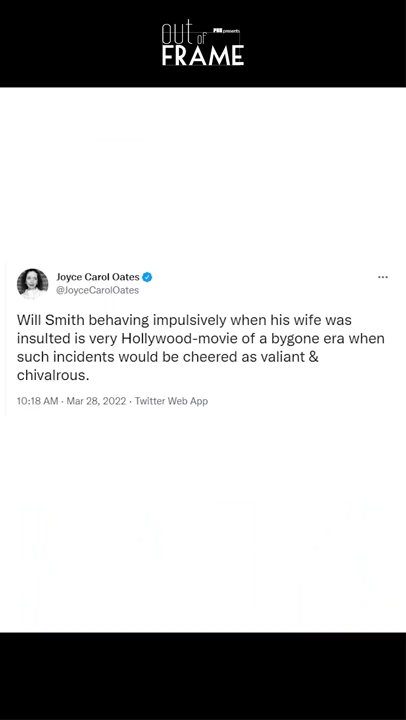 out of
PBH presents
FRAME
Joyce Carol Oates
@JoyceCarolOates
Will Smith behaving impulsively when his wife was
insulted is very Hollywood-movie of a bygone era when
such incidents would be cheered as valiant &
chivalrous.
10:18 AM · Mar 28, 2022 · Twitter Web App